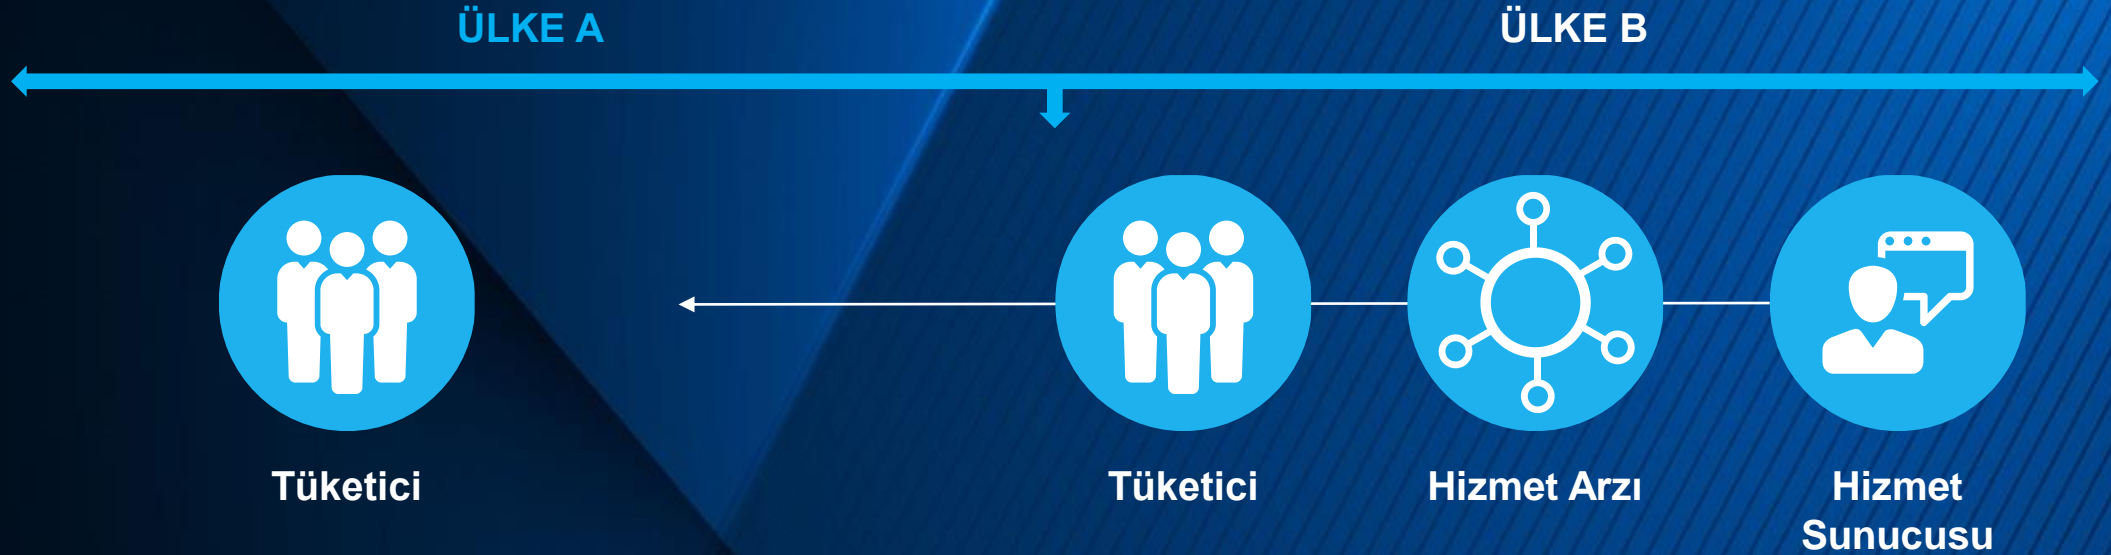 ÜLKE A
ÜLKE B
Tüketici
Tüketici
Hizmet Arzı
Hizmet
Sunucusu